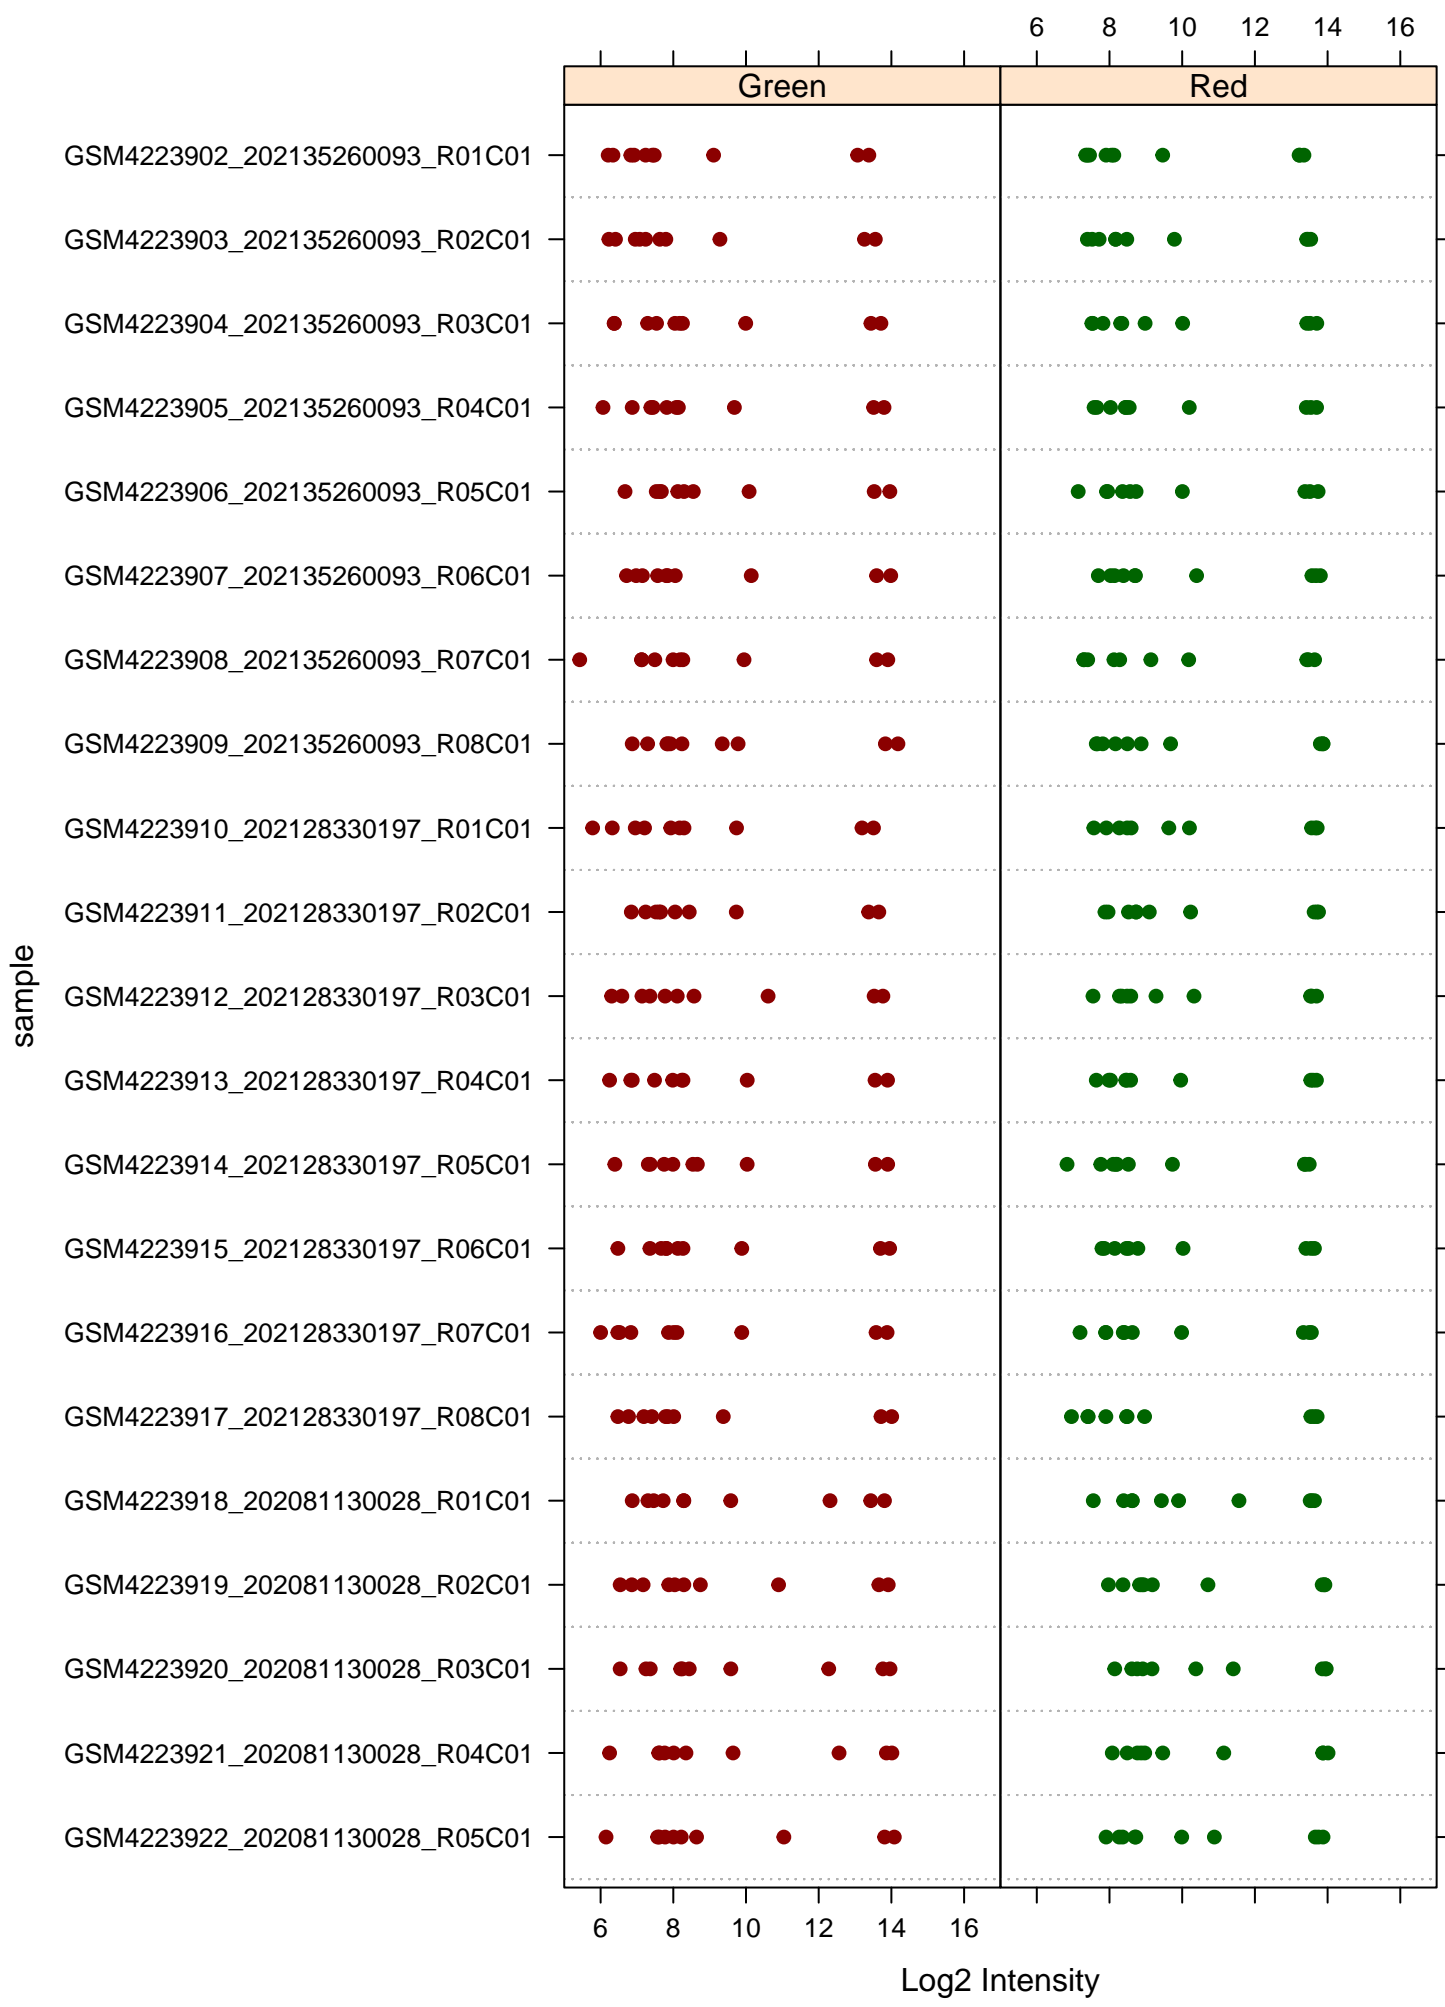 6 8 10 12 14 16
Green Red
GSM4223902_202135260093_R01C01
GSM4223903_202135260093_R02C01
GSM4223904_202135260093_R03C01
GSM4223905_202135260093_R04C01
GSM4223906_202135260093_R05C01
GSM4223907_202135260093_R06C01
GSM4223908_202135260093_R07C01
GSM4223909_202135260093_R08C01
GSM4223910_202128330197_R01C01
GSM4223911_202128330197_R02C01
GSM4223912_202128330197_R03C01
GSM4223913_202128330197_R04C01
GSM4223914_202128330197_R05C01
GSM4223915_202128330197_R06C01
GSM4223916_202128330197_R07C01
GSM4223917_202128330197_R08C01
GSM4223918_202081130028_R01C01
GSM4223919_202081130028_R02C01
GSM4223920_202081130028_R03C01
GSM4223921_202081130028_R04C01
GSM4223922_202081130028_R05C01
sample
6 8 10 12 14 16
Log2 Intensity